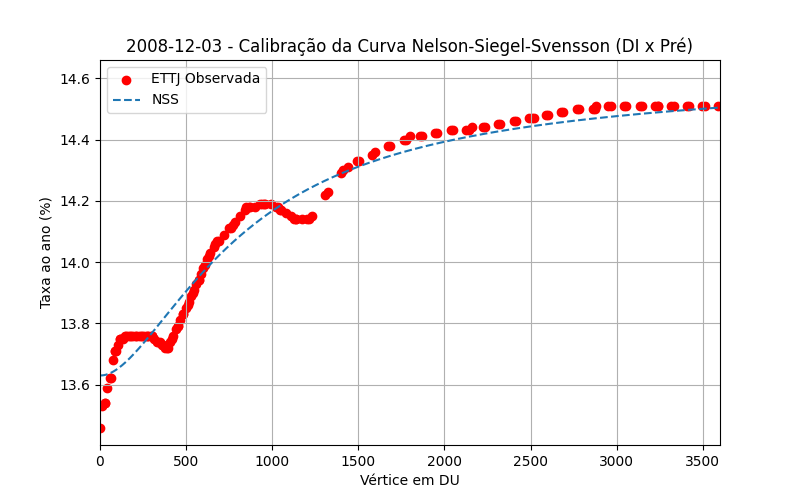 2008-12-03 - Calibração da Curva Nelson-Siegel-Svensson (DI x Pré)
ETTJ Observada
NSS
Taxa ao ano (%)
14.6
14.4
14.2
14.0
13.8
13.6
0 500 1000 1500 2000 2500 3000 3500
Vértice em DU